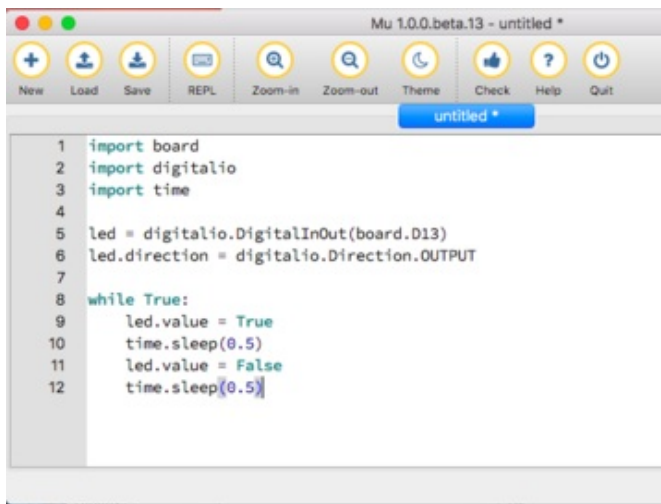 Mu 1.0.0.beta.13 - untitled *
New Load Save REPL Zoom-in Zoom-out Theme Check Help Quit
untitled *
1 import board
2 import digitalio
3 import time
4
5 led = digitalio.DigitalInOut(board.D13)
6 led.direction = digitalio.Direction.OUTPUT
7
8 while True:
9     led.value = True
10     time.sleep(0.5)
11     led.value = False
12     time.sleep(0.5)